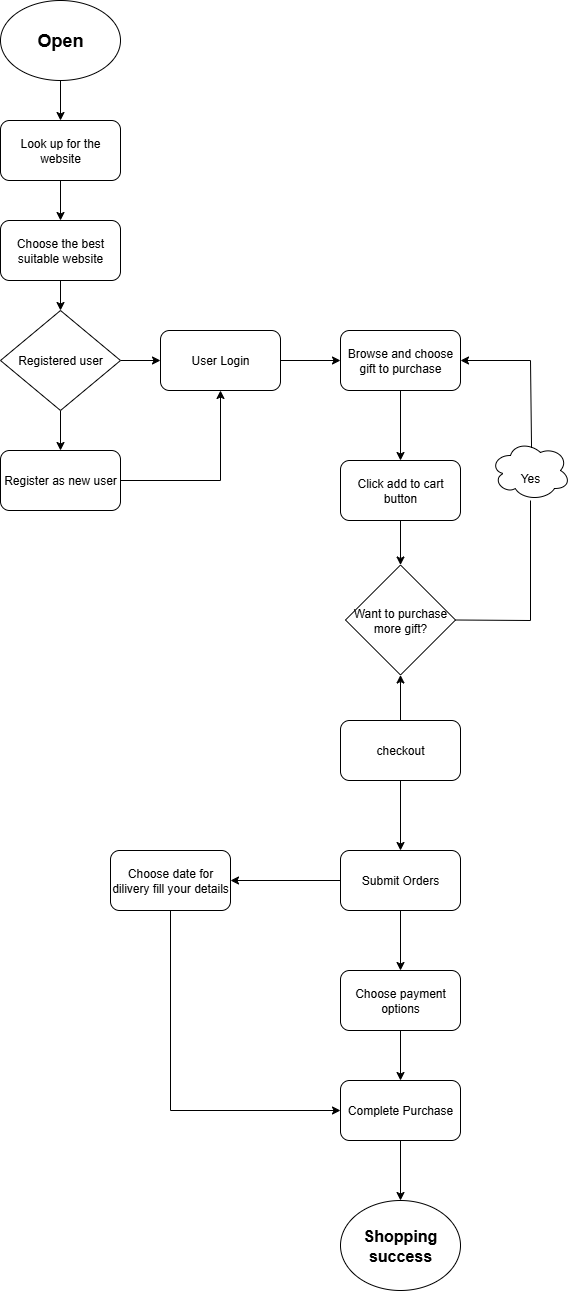 Open
Look up for the
website
Choose the best
suitable website
Registered user
User Login
Browse and choose
gift to purchase
Register as new user
Click add to cart
button
Yes
Want to purchase
more gift?
checkout
Choose date for
dilivery fill your details
Submit Orders
Choose payment
options
Complete Purchase
Shopping
success